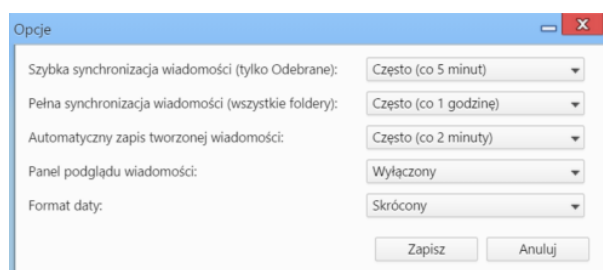 Opcje
Szybka synchronizacja wiadomości (tylko Odebrane): Często (co 5 minut)
Pełna synchronizacja wiadomości (wszystkie foldery): Często (co 1 godzinę)
Automatyczny zapis tworzonej wiadomości: Często (co 2 minuty)
Panel podglądu wiadomości: Wyłączony
Format daty: Skrócony
Zapisz Anuluj